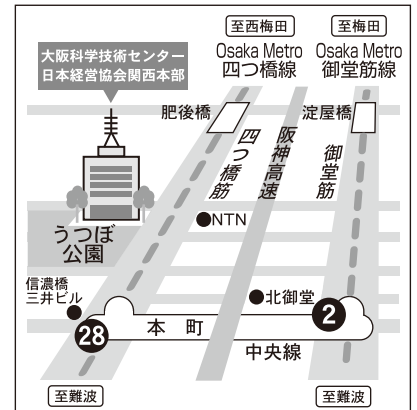 至西梅田
至梅田
Osaka Metro
四つ橋線
Osaka Metro
御堂筋線
大阪科学技術センター
日本経営協会関西本部
肥後橋
淀屋橋
四つ橋筋
阪神高速
御堂筋
NTN
うつぼ
公園
信濃橋
三井ビル
北御堂
2
28
本町
中央線
至難波
至難波